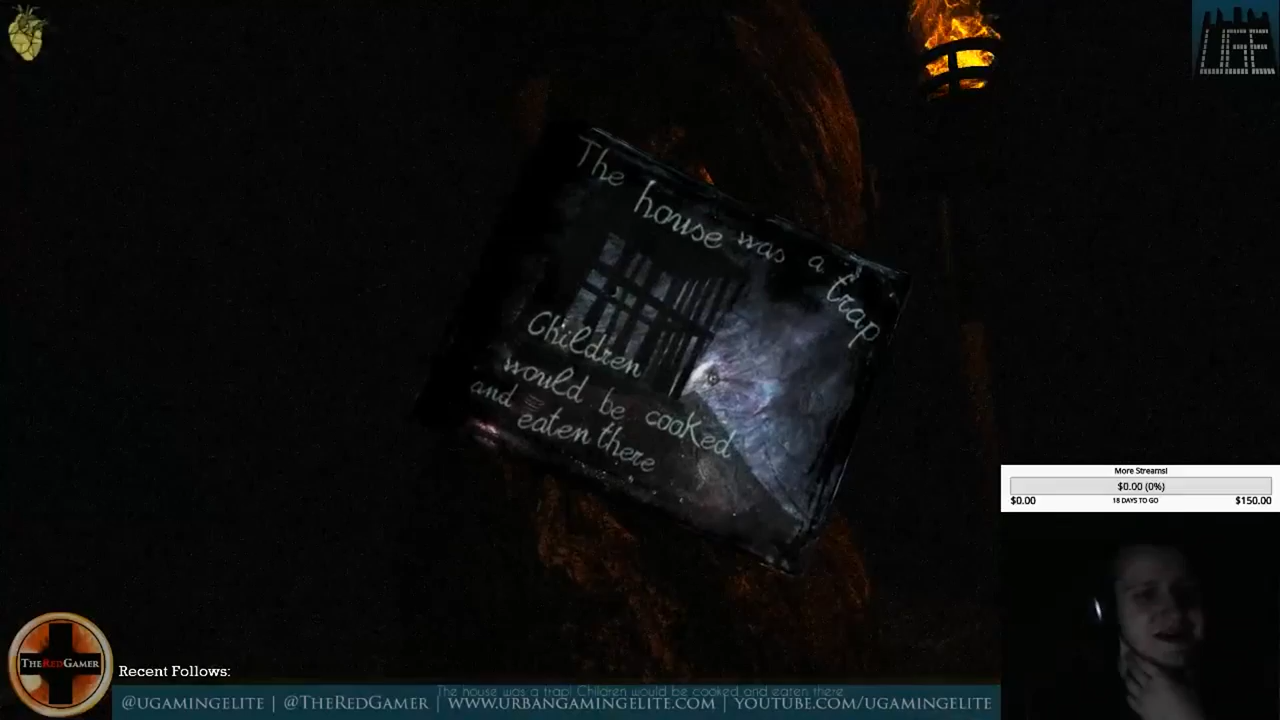 The house was a trap
Children
would be cooked
and eaten there
More Streams!
$0.00 (0%)
$0.00 18 DAYS TO GO $150.00
THEREDGAMER
Recent Follows:
The house was a trap! Children would be cooked and eaten there
@UGAMINGELITE | @THEREDGAMER | WWW.URBANGAMINGELITE.COM | YOUTUBE.COM/UGAMINGELITE